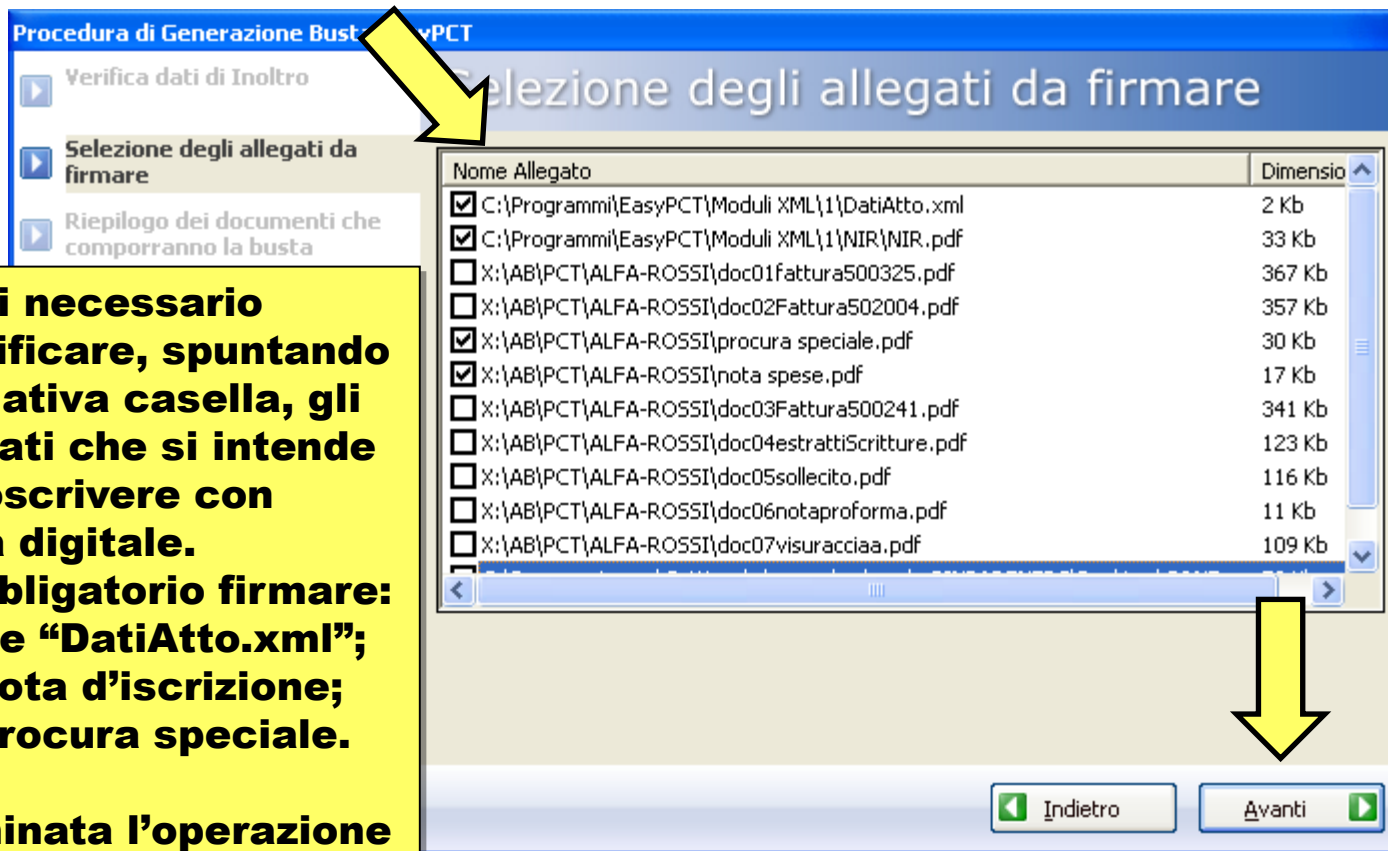 Procedura di Generazione Bust
PCT
Verifica dati di Inoltro
Selezione degli allegati da
firmare
Riepilogo dei documenti che
comporranno la busta
elezione degli allegati da firmare
Nome Allegato Dimensio
C:\Programmi\EasyPCT\Moduli XML\1\DatiAtto.xml 2 Kb
C:\Programmi\EasyPCT\Moduli XML\1\NIR\NIR.pdf 33 Kb
X:\AB\PCT\ALFA-ROSSI\doc01fattura500325.pdf 367 Kb
X:\AB\PCT\ALFA-ROSSI\doc02Fattura502004.pdf 357 Kb
X:\AB\PCT\ALFA-ROSSI\procura speciale.pdf 30 Kb
X:\AB\PCT\ALFA-ROSSI\nota spese.pdf 17 Kb
X:\AB\PCT\ALFA-ROSSI\doc03Fattura500241.pdf 341 Kb
X:\AB\PCT\ALFA-ROSSI\doc04estrattiScritture.pdf 123 Kb
X:\AB\PCT\ALFA-ROSSI\doc05sollecito.pdf 116 Kb
X:\AB\PCT\ALFA-ROSSI\doc06notaproforma.pdf 11 Kb
X:\AB\PCT\ALFA-ROSSI\doc07visuracciaa.pdf 109 Kb
i necessario
ificare, spuntando
ativa casella, gli
ati che si intende
oscrivere con
a digitale.
bligatorio firmare:
e “DatiAtto.xml”;
ota d’iscrizione;
rocura speciale.
inata l’operazione
Indietro
Avanti